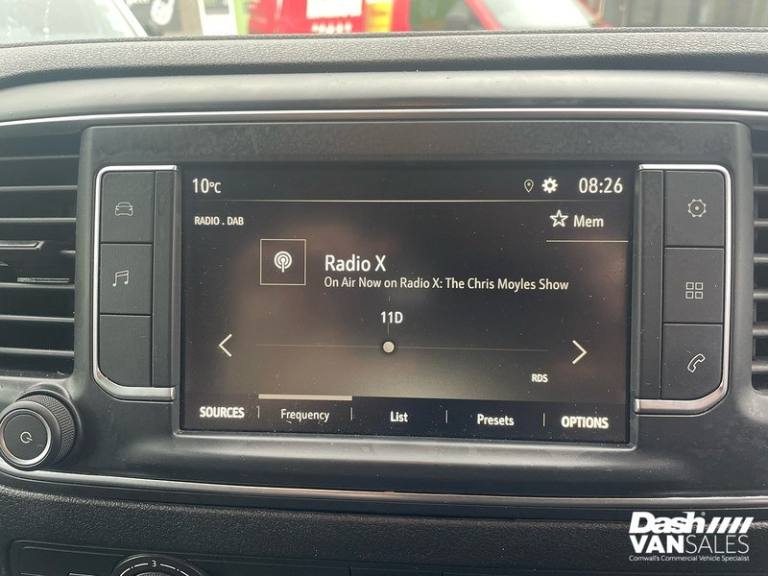 10°C
08:26
RADIO . DAB
Mem
Radio X
On Air Now on Radio X: The Chris Moyles Show
11D
RDS
SOURCES
Frequency
List
Presets
OPTIONS
3
Dash
VANSALES
Cornwall's Commercial Vehicle Specialist